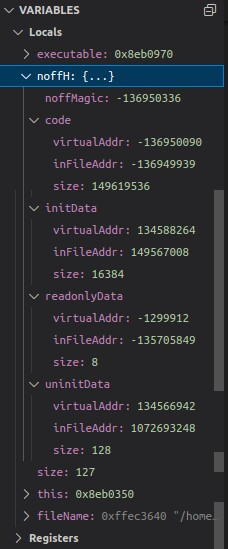 VARIABLES
Locals
executable: 0x8eb0970
noffH: {...}
noffMagic: -136950336
code
virtualAddr: -136950090
inFileAddr: -136949939
size: 149619536
initData
virtualAddr: 134588264
inFileAddr: 149567008
size: 16384
readonlyData
virtualAddr: -1299912
inFileAddr: -135705849
size: 8
uninitData
virtualAddr: 134566942
inFileAddr: 1072693248
size: 128
size: 127
this: 0x8eb0350
fileName: 0xffec3640 "/home...
Registers